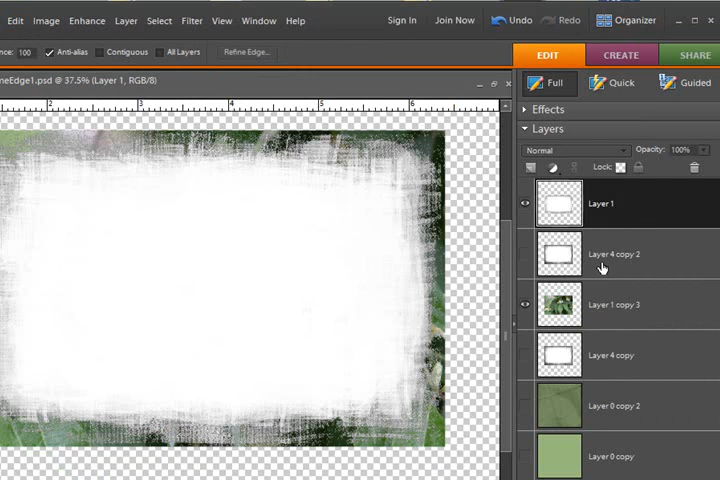 Edit Image Enhance Layer Select Filter View Window Help Sign In Join Now Undo Redo Organizer
nce: 100 Anti-alias Contiguous All Layers Refine Edge... EDIT CREATE SHARE
meEdge1.psd @ 37.5% (Layer 1, RGB/8) Full Quick Guided
2 3 4 5 6
Effects
Layers
Normal Opacity: 100%
Lock:
Layer 1
Layer 4 copy 2
Layer 1 copy 3
Layer 4 copy
Layer 0 copy 2
Layer 0 copy